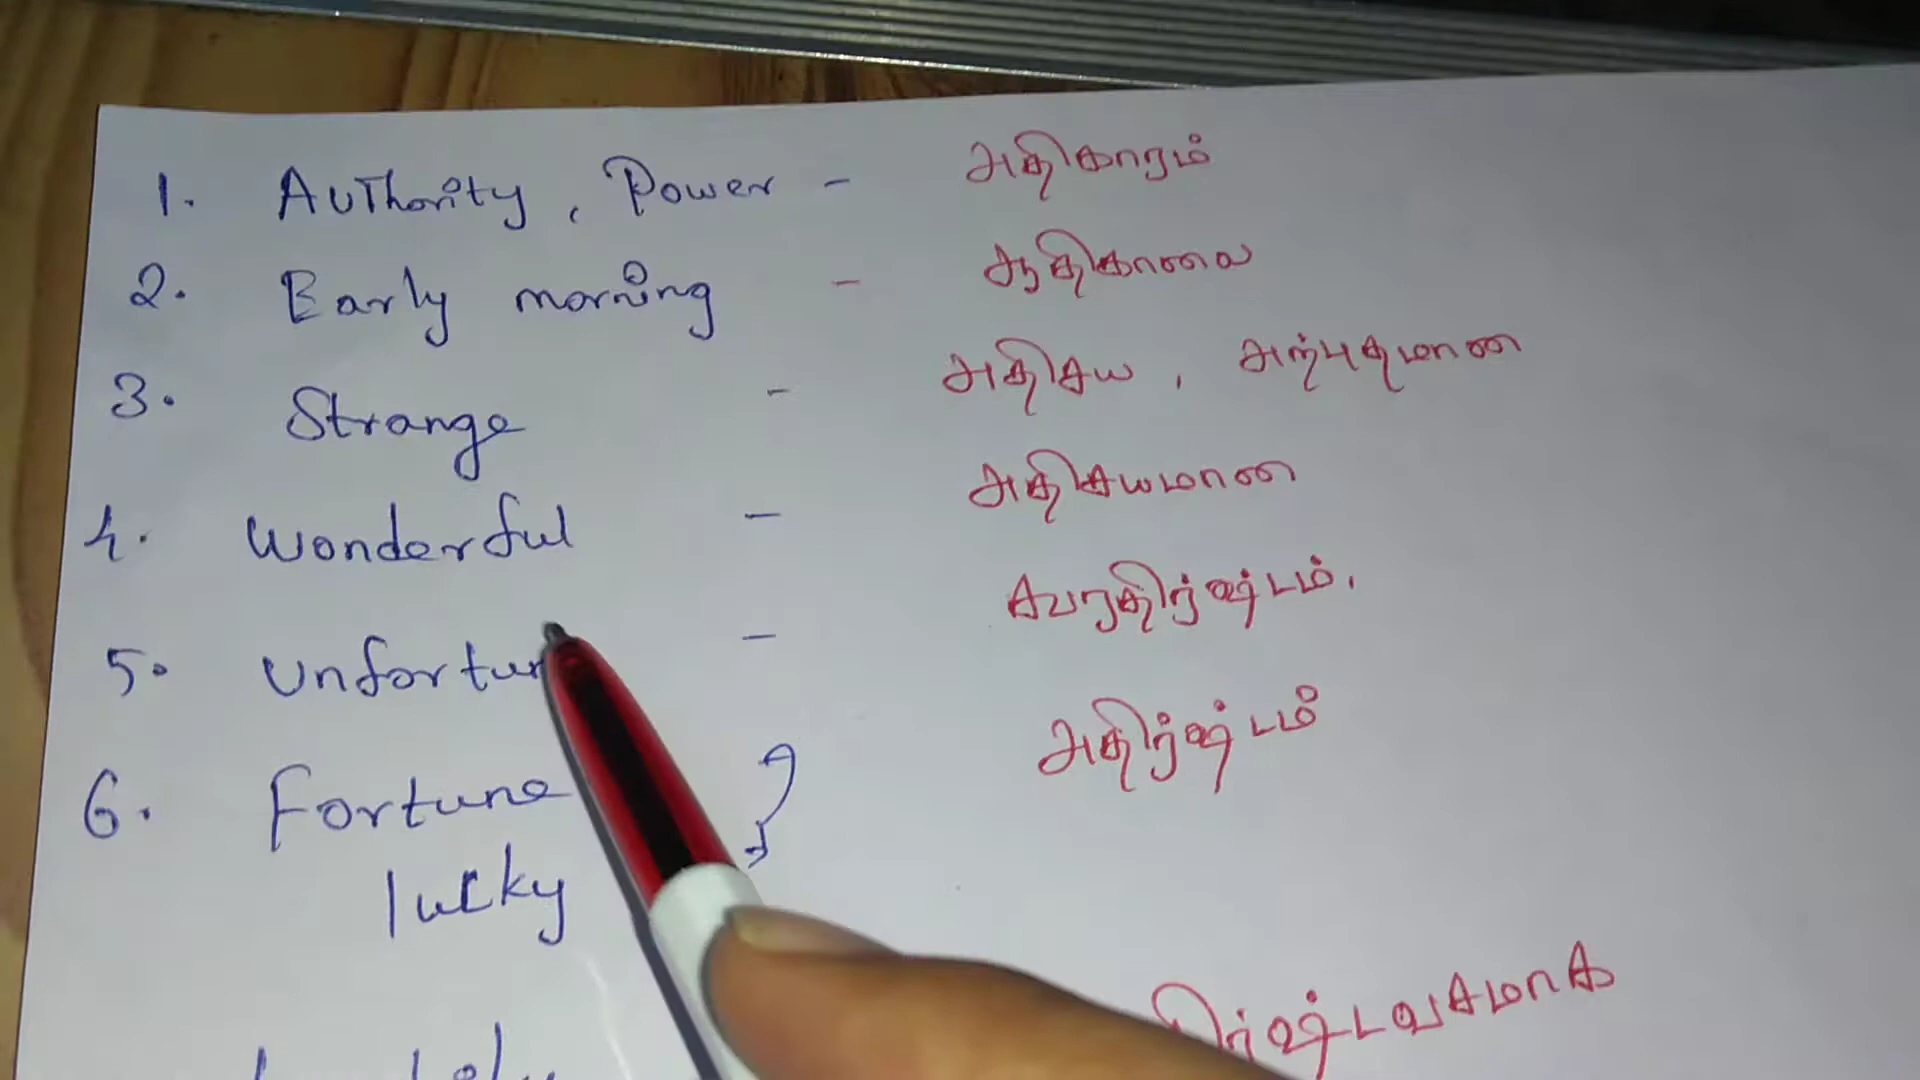 1. Authority, Power - அதிகாரம்
2. Early morning - அதிகாலை
3. Strange - அதிசய, அற்புதமான
4. Wonderful - அதிசயமான
5. Unfortun - அதிர்ஷ்டம்.
6. Fortune
lucky } அதிர்ஷ்டம்
ர்ஷ்டவசமாக